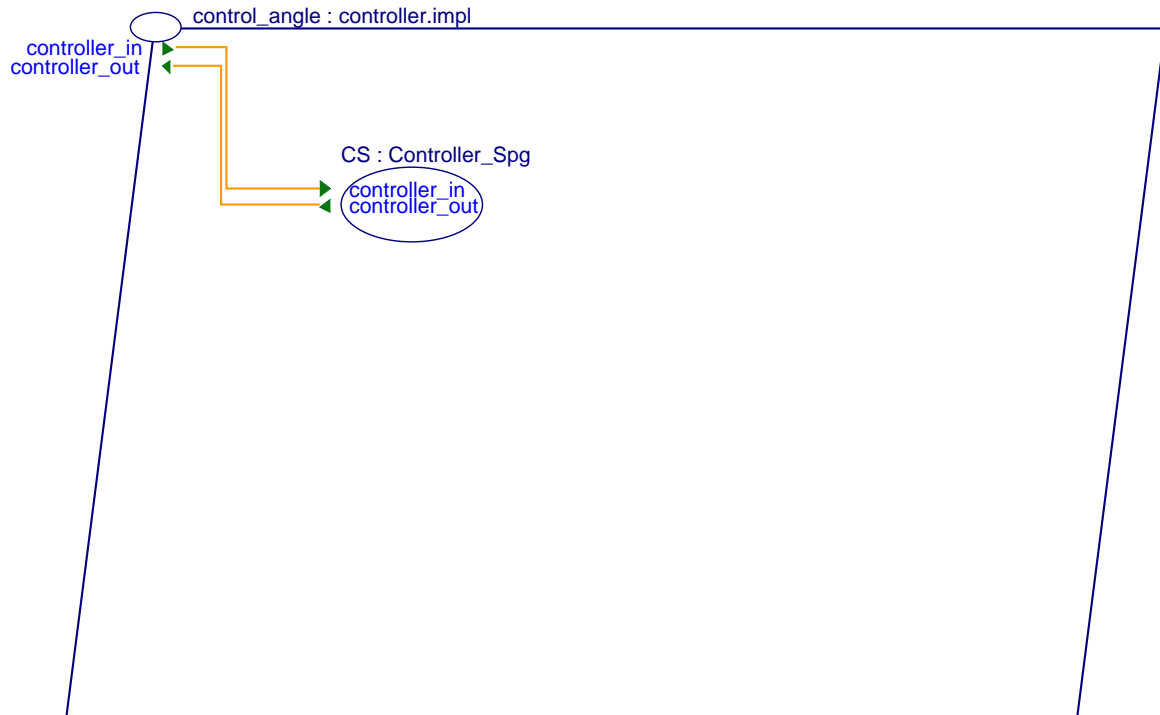 control_angle : controller.impl
controller_in
controller_out
CS : Controller_Spg
controller_in
controller_out